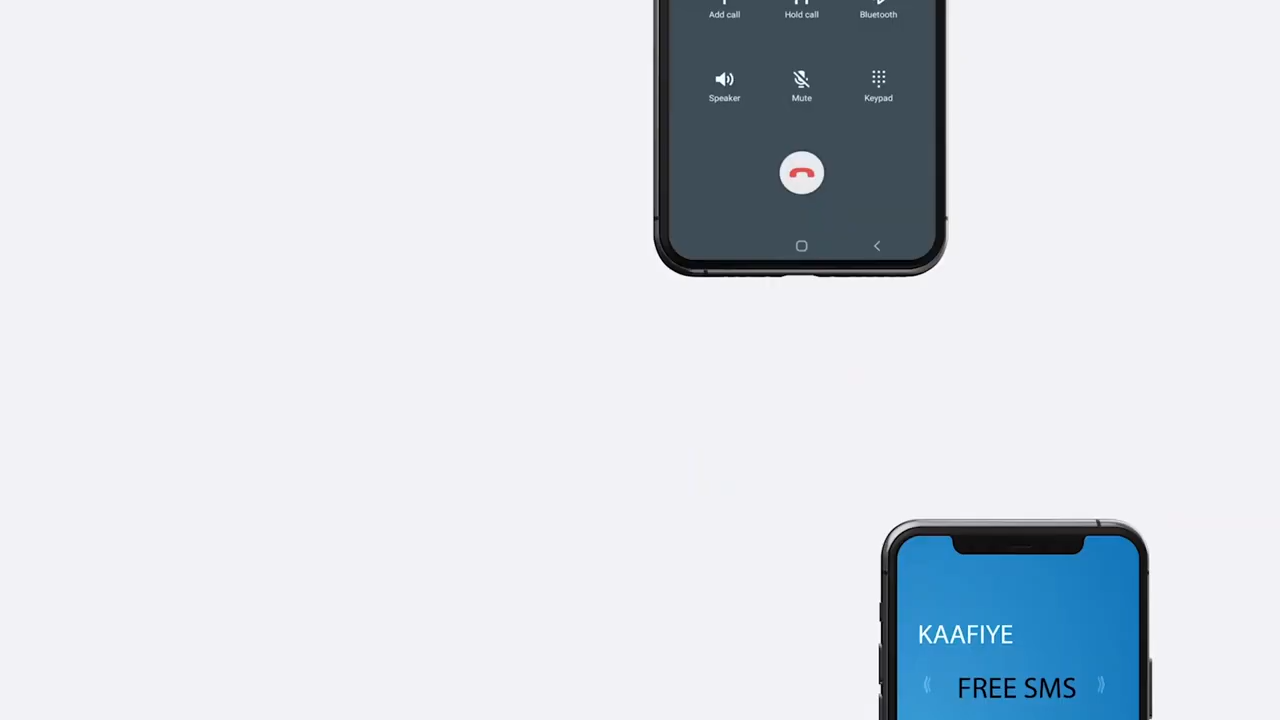 Add call Hold call Bluetooth
Speaker Mute Keypad
KAAFIYE
FREE SMS